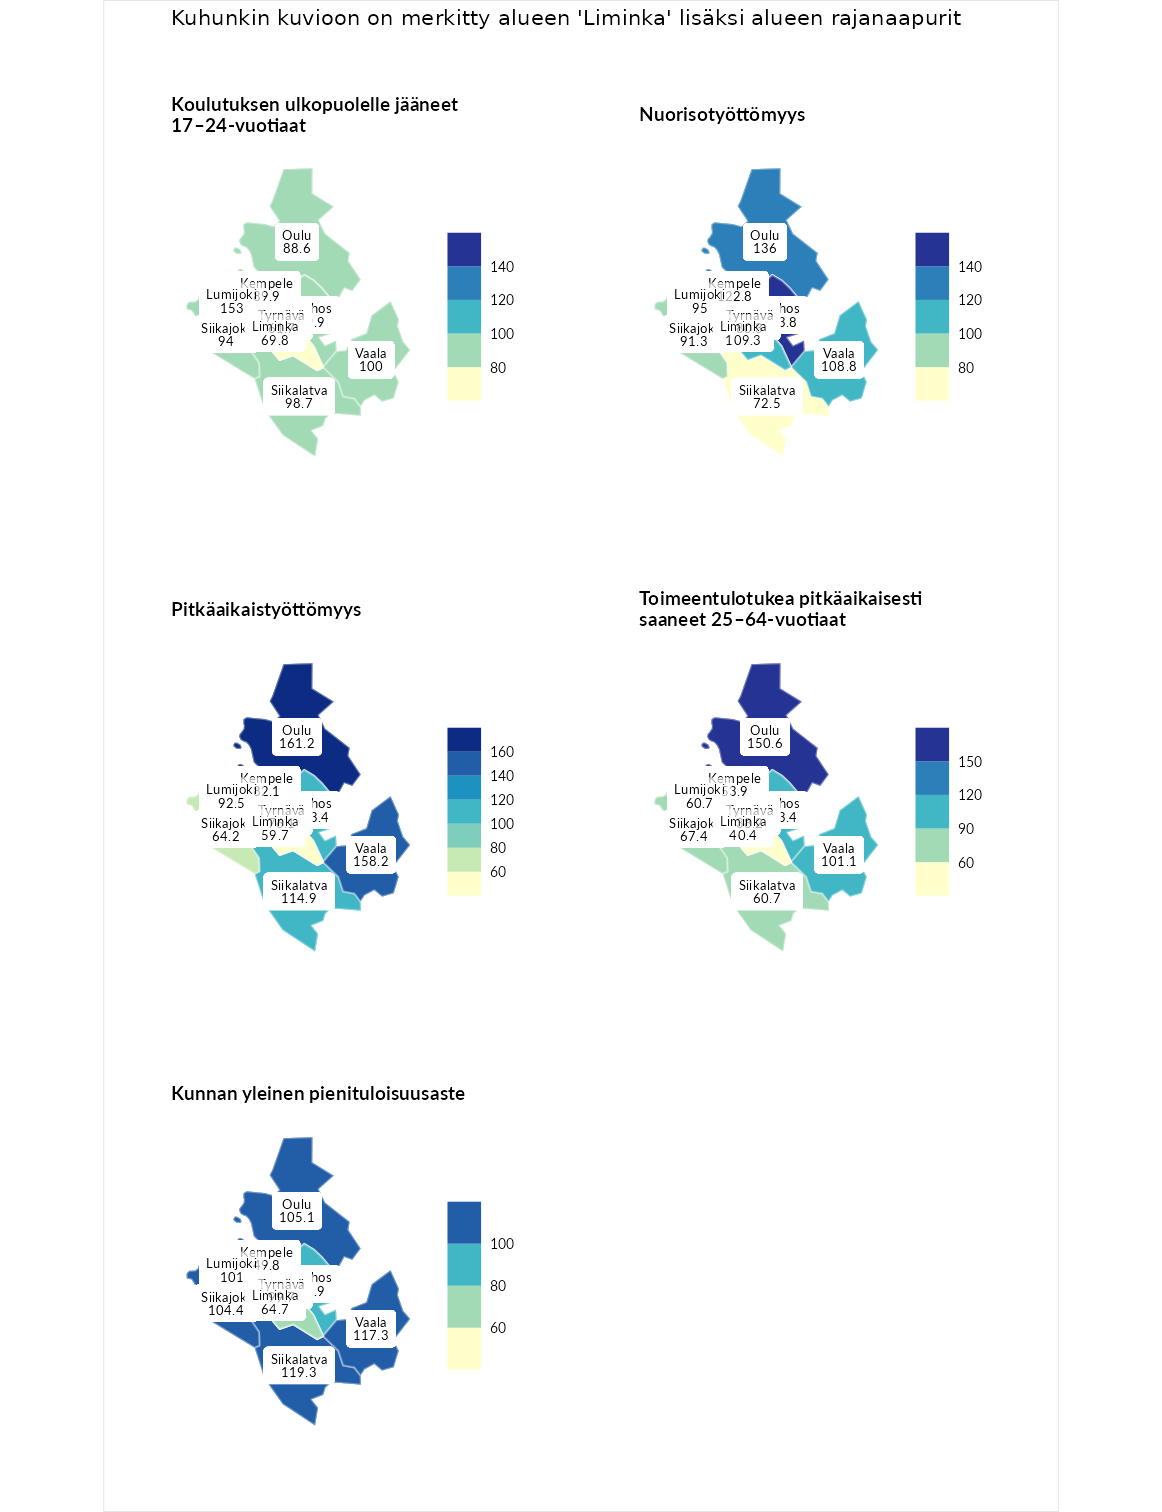 Kuhunkin kuvioon on merkitty alueen 'Liminka' lisäksi alueen rajanaapurit
Koulutuksen ulkopuolelle jääneet
17–24-vuotiaat
Oulu
88.6
Kempele
Lumijoki
153
Tyrnävä
Siikajok
94
Liminka
69.8
Vaala
100
Siikalatva
98.7
140
120
100
80
Nuorisotyöttömyys
Oulu
136
Kempele
Lumijoki
95
Tyrnävä
Siikajok
91.3
Liminka
109.3
Vaala
108.8
Siikalatva
72.5
140
120
100
80
Pitkäaikaistyöttömyys
Oulu
161.2
Kempele
Lumijoki
92.5
Tyrnävä
Siikajok
64.2
Liminka
59.7
Vaala
158.2
Siikalatva
114.9
160
140
120
100
80
60
Toimeentulotukea pitkäaikaisesti
saaneet 25–64-vuotiaat
Oulu
150.6
Kempele
Lumijoki
60.7
Tyrnävä
Siikajok
67.4
Liminka
40.4
Vaala
101.1
Siikalatva
60.7
150
120
90
60
Kunnan yleinen pienituloisuusaste
Oulu
105.1
Kempele
Lumijoki
101
Tyrnävä
Siikajok
104.4
Liminka
64.7
Vaala
117.3
Siikalatva
119.3
100
80
60